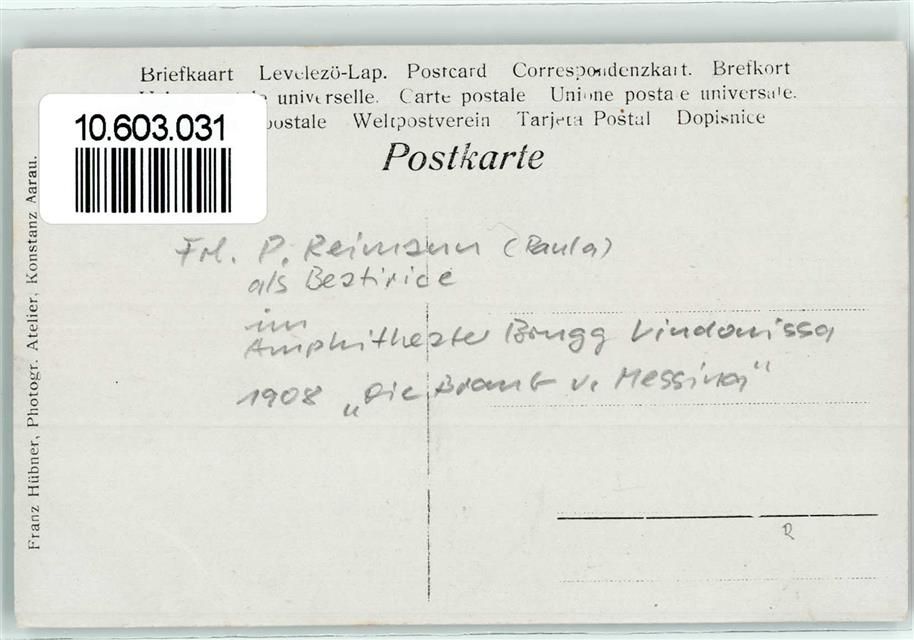 Briefkaart Levelezö-Lap. Postcard Correspondenzkart. Brefkort
universelle. Carte postale Unione postale universale.
postale Weltpostverein Tarjeta Postal Dopisnice
Postkarte
10.603.031
Franz Hübner, Photogr. Atelier, Konstanz Aarau.
Frl. P. Reimann (Paula)
als Beatrice
im
Amphitheater Brugg Vindonissa
1908 „Die Braut v. Messina"
R